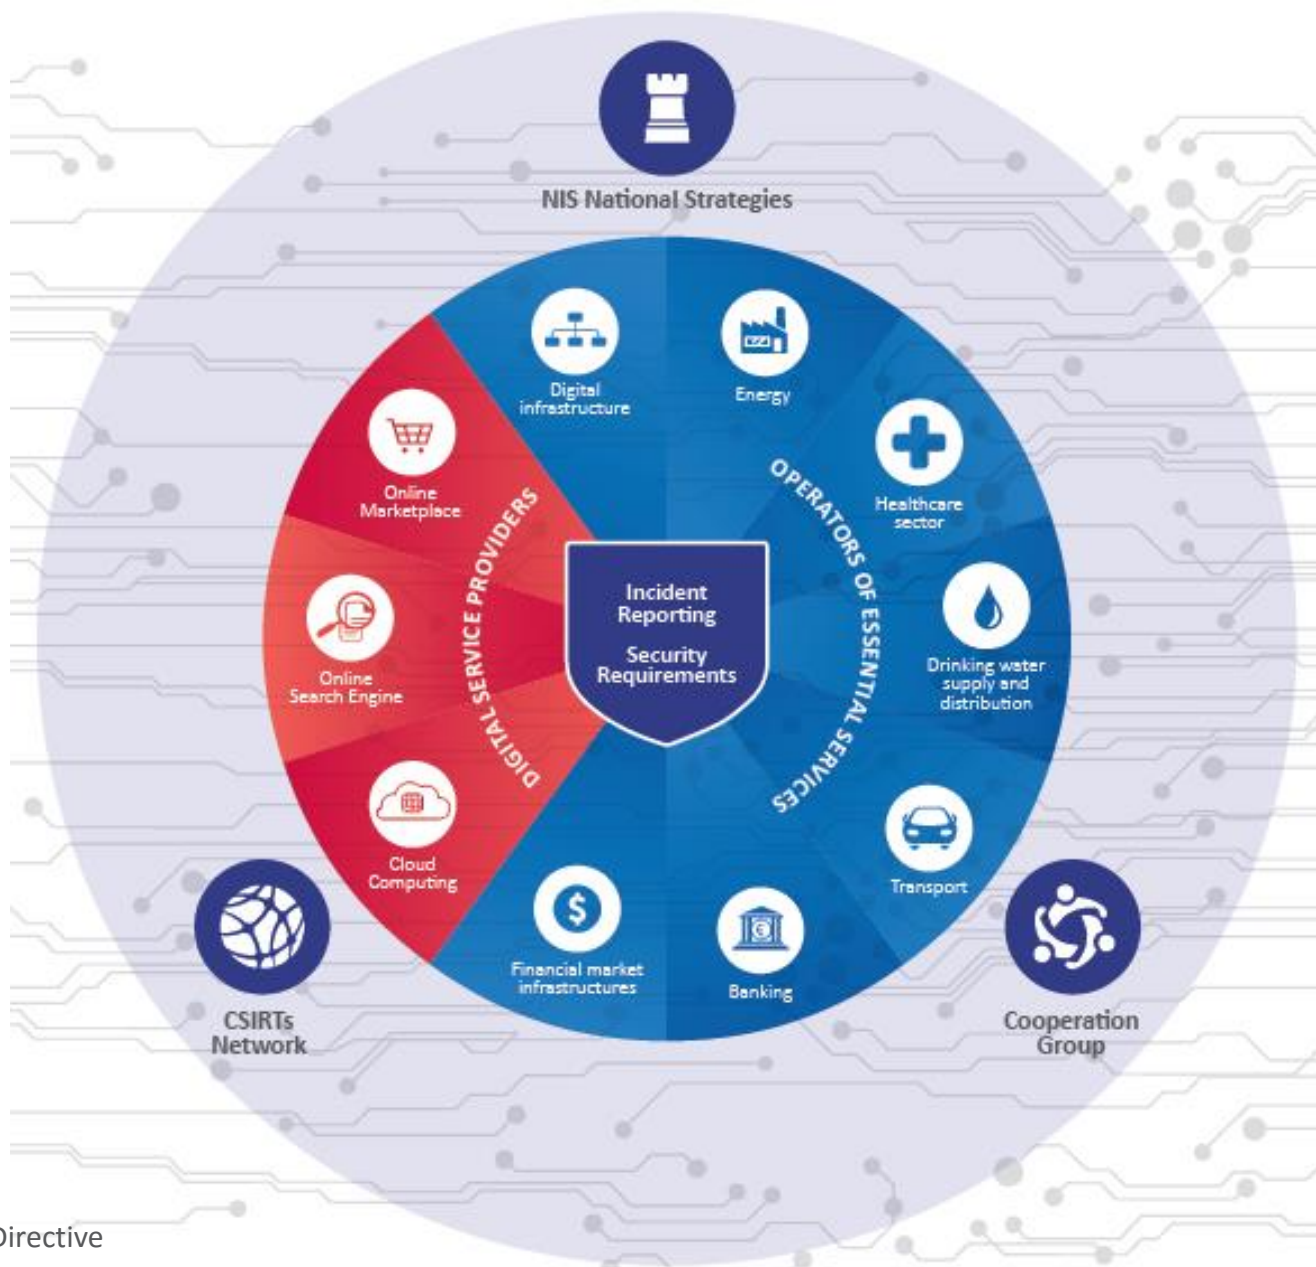 NIS National Strategies
Digital
infrastructure
Energy
Online
Marketplace
Healthcare
sector
DIGITAL SERVICE PROVIDERS
OPERATORS OF ESSENTIAL SERVICES
Incident
Reporting
Security
Requirements
Online
Search Engine
Drinking water
supply and
distribution
Cloud
Computing
Transport
Financial market
infrastructures
Banking
CSIRTs
Network
Cooperation
Group
Directive